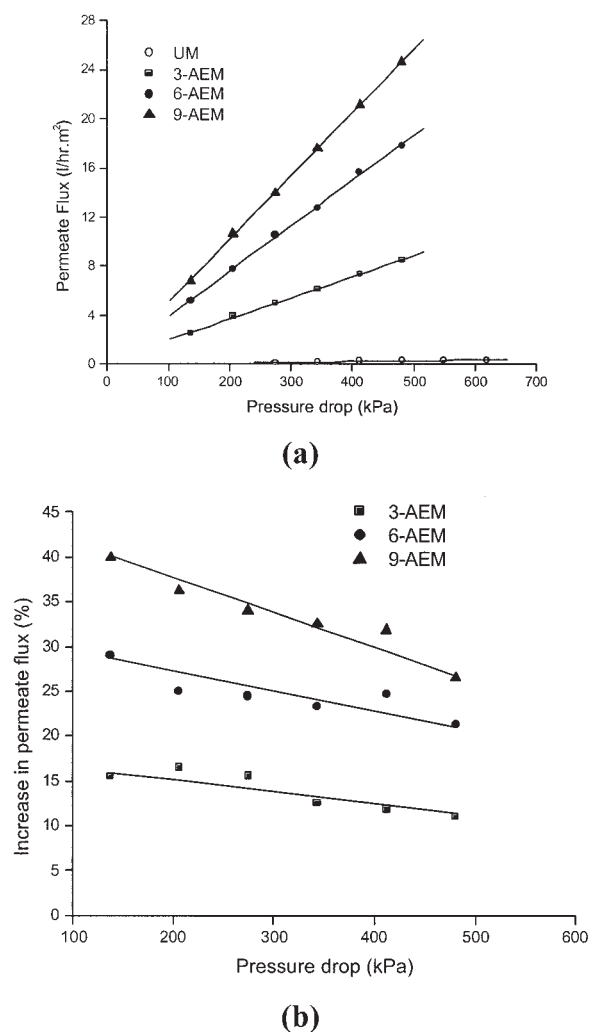 28
24
20
16
12
8
4
0
Permeate Flux (l/hr.m²)
UM
3-AEM
6-AEM
9-AEM
0 100 200 300 400 500 600 700
Pressure drop (kPa)
(a)
45
40
35
30
25
20
15
10
5
0
Increase in permeate flux (%)
3-AEM
6-AEM
9-AEM
100 200 300 400 500 600
Pressure drop (kPa)
(b)